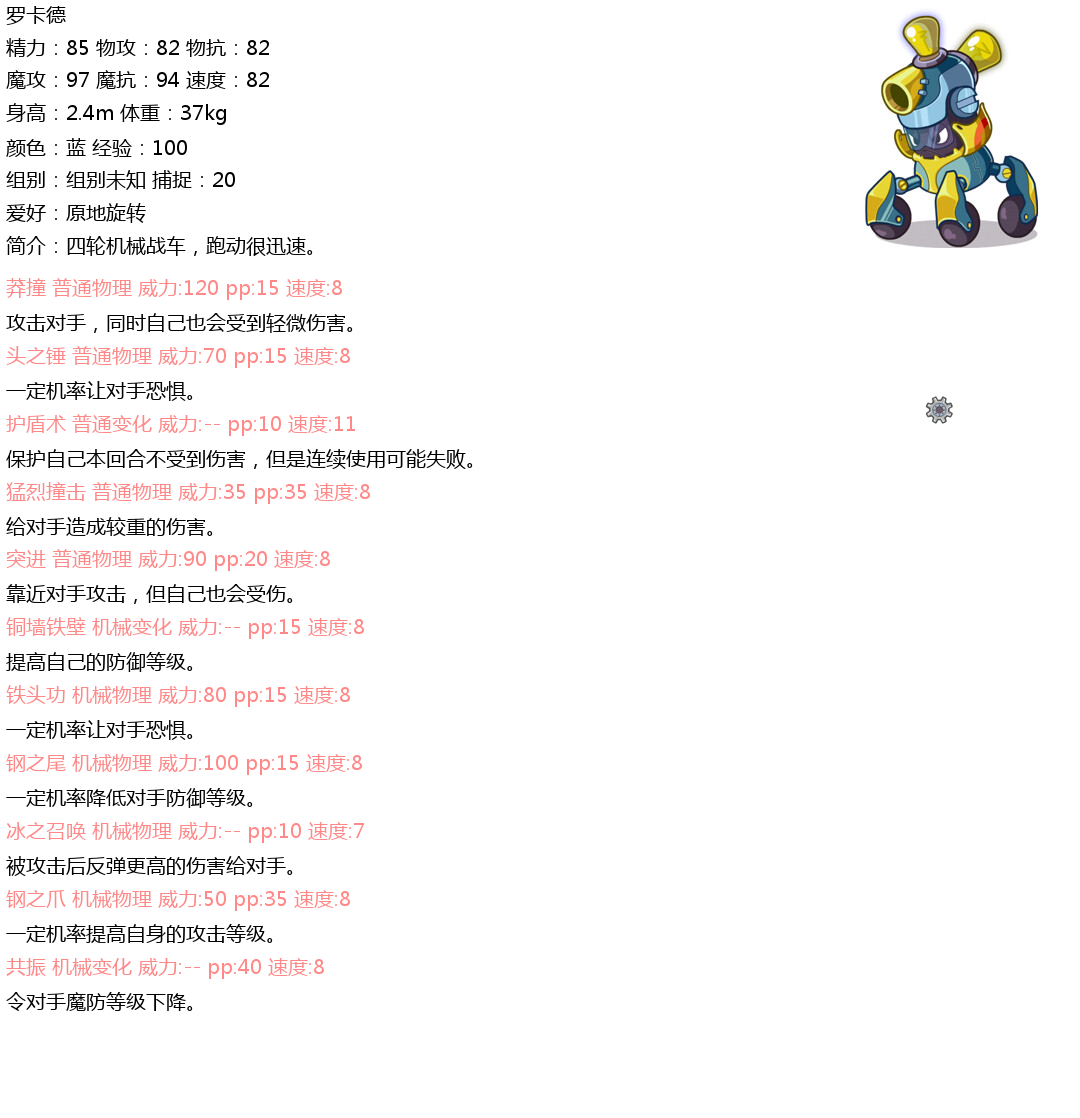 罗卡德
精力：85 物攻：82 物抗：82
魔攻：97 魔抗：94 速度：82
身高：2.4m 体重：37kg
颜色：蓝 经验：100
组别：组别未知 捕捉：20
爱好：原地旋转
简介：四轮机械战车，跑动很迅速。
莽撞 普通物理 威力:120 pp:15 速度:8
攻击对手，同时自己也会受到轻微伤害。
头之锤 普通物理 威力:70 pp:15 速度:8
一定机率让对手恐惧。
护盾术 普通变化 威力:-- pp:10 速度:11
保护自己本回合不受到伤害，但是连续使用可能失败。
猛烈撞击 普通物理 威力:35 pp:35 速度:8
给对手造成较重的伤害。
突进 普通物理 威力:90 pp:20 速度:8
靠近对手攻击，但自己也会受伤。
铜墙铁壁 机械变化 威力:-- pp:15 速度:8
提高自己的防御等级。
铁头功 机械物理 威力:80 pp:15 速度:8
一定机率让对手恐惧。
钢之尾 机械物理 威力:100 pp:15 速度:8
一定机率降低对手防御等级。
冰之召唤 机械物理 威力:-- pp:10 速度:7
被攻击后反弹更高的伤害给对手。
钢之爪 机械物理 威力:50 pp:35 速度:8
一定机率提高自身的攻击等级。
共振 机械变化 威力:-- pp:40 速度:8
令对手魔防等级下降。